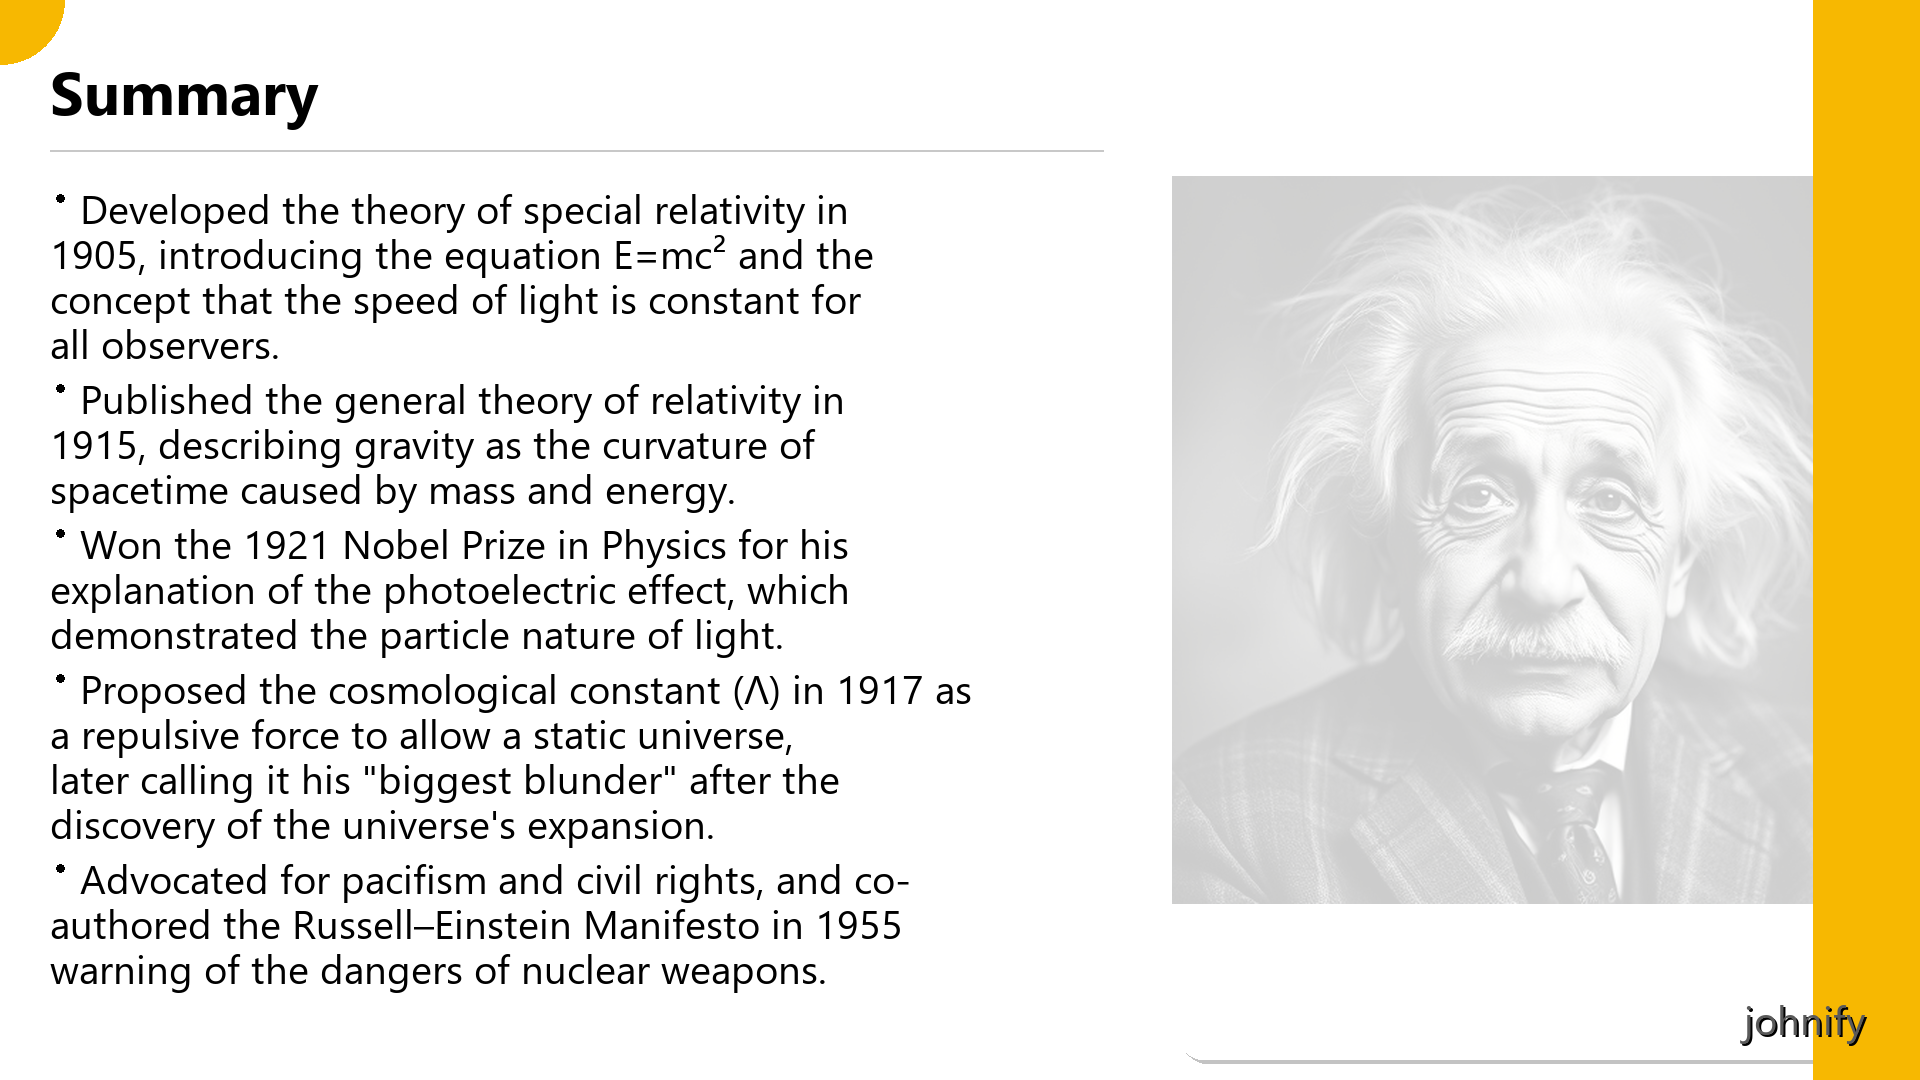 Summary
• Developed the theory of special relativity in
1905, introducing the equation E=mc² and the
concept that the speed of light is constant for
all observers.
• Published the general theory of relativity in
1915, describing gravity as the curvature of
spacetime caused by mass and energy.
• Won the 1921 Nobel Prize in Physics for his
explanation of the photoelectric effect, which
demonstrated the particle nature of light.
• Proposed the cosmological constant (Λ) in 1917 as
a repulsive force to allow a static universe,
later calling it his "biggest blunder" after the
discovery of the universe's expansion.
• Advocated for pacifism and civil rights, and co-
authored the Russell–Einstein Manifesto in 1955
warning of the dangers of nuclear weapons.
johnify